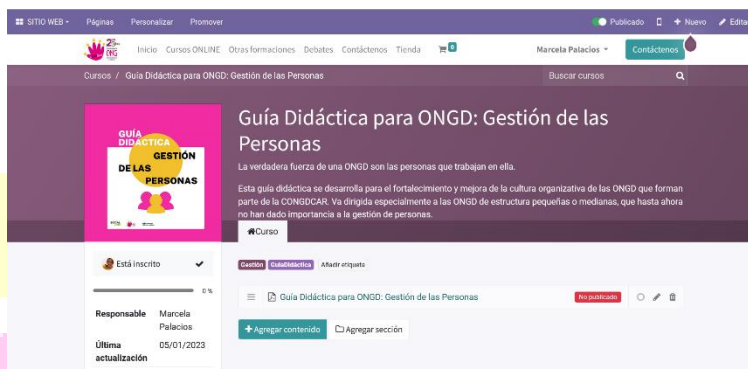 SITIO WEB Páginas Personalizar Promover Publicado Nuevo Edita
25 ONG Inicio Cursos ONLINE Otras formaciones Debates Contáctenos Tienda 0 Marcela Palacios Contáctenos
Cursos / Guía Didáctica para ONGD: Gestión de las Personas Buscar cursos
GUÍA
DIDÁCTICA
GESTIÓN
DE LAS
PERSONAS
Guía Didáctica para ONGD: Gestión de las
Personas
La verdadera fuerza de una ONGD son las personas que trabajan en ella.
Esta guía didáctica se desarrolla para el fortalecimiento y mejora de la cultura organizativa de las ONGD que forman
parte de la CONGDCAR. Va dirigida especialmente a las ONGD de estructura pequeñas o medianas, que hasta ahora
no han dado importancia a la gestión de personas.
Curso
Está inscrito
0 %
Responsable Marcela
Palacios
Última 05/01/2023
actualización
Gestión GuíaDidáctica Añadir etiqueta
Guía Didáctica para ONGD: Gestión de las Personas No publicado
+ Agregar contenido Agregar sección